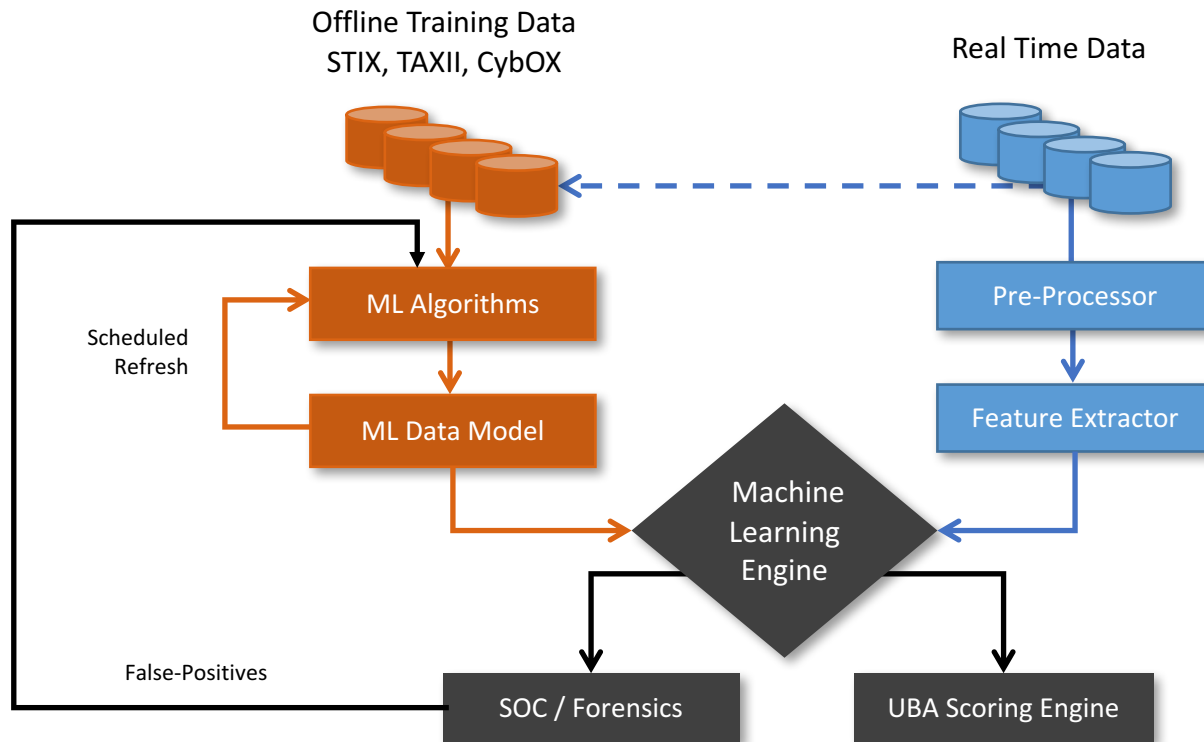 Offline Training Data
STIX, TAXII, CybOX
Real Time Data
ML Algorithms
Pre-Processor
Scheduled
Refresh
ML Data Model
Feature Extractor
Machine
Learning
Engine
False-Positives
SOC / Forensics
UBA Scoring Engine